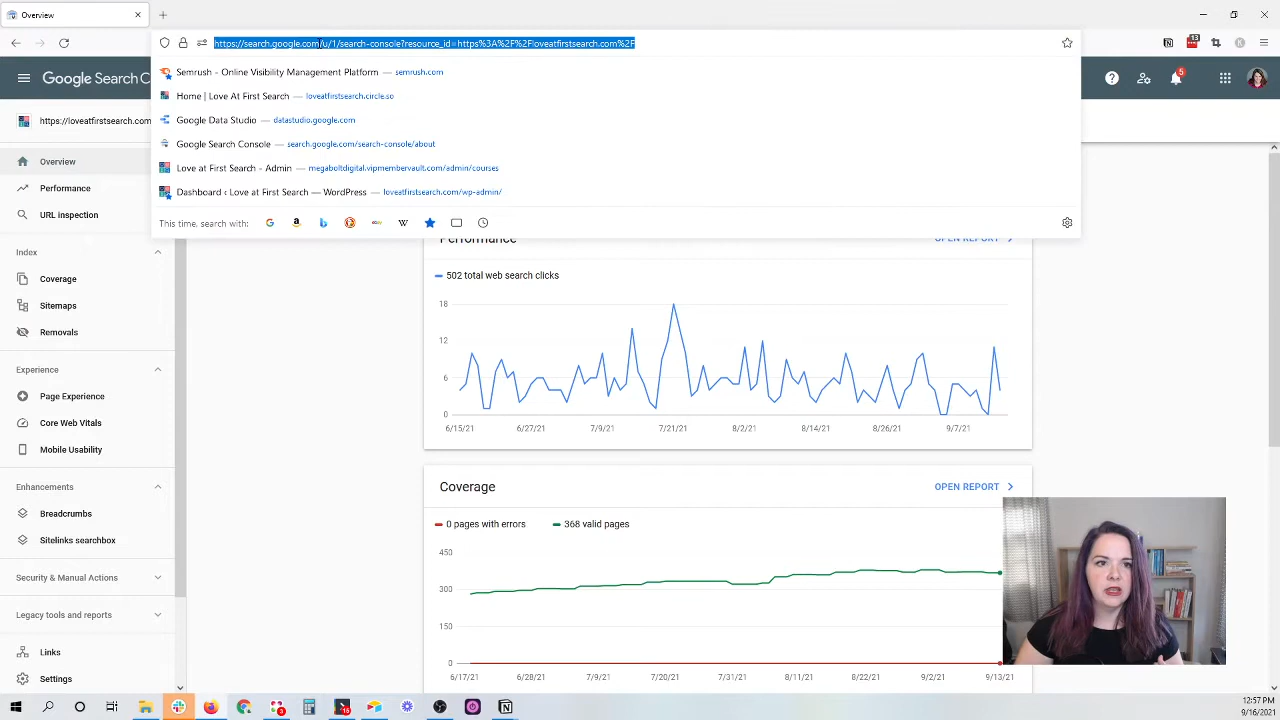 Overview
https://search.google.com/u/1/search-console?resource_id=https%3A%2F%2Floveatfirstsearch.com%2F
13
Semrush - Online Visibility Management Platform — semrush.com
Home | Love At First Search — loveatfirstsearch.circle.so
Google Data Studio — datastudio.google.com
Google Search Console — search.google.com/search-console/about
Love at First Search - Admin — megaboltdigital.vipmembervault.com/admin/courses
Dashboard ‹ Love at First Search — WordPress — loveatfirstsearch.com/wp-admin/
This time, search with:
Google Search C
5
https://loveatfirstsearch.com
Overview
Performance
URL inspection
Index
Coverage
Sitemaps
Removals
Experience
Page Experience
Core Web Vitals
Mobile Usability
Enhancements
Breadcrumbs
Sitelinks searchbox
Security & Manual Actions
Legacy tools and reports
Links
Settings
Performance
OPEN REPORT
502 total web search clicks
18
12
6
0
6/15/21 6/27/21 7/9/21 7/21/21 8/2/21 8/14/21 8/26/21 9/7/21
Coverage
OPEN REPORT
0 pages with errors
368 valid pages
450
300
150
0
6/17/21 6/28/21 7/9/21 7/20/21 7/31/21 8/11/21 8/22/21 9/2/21 9/13/21
12:57 PM
9/16/2021